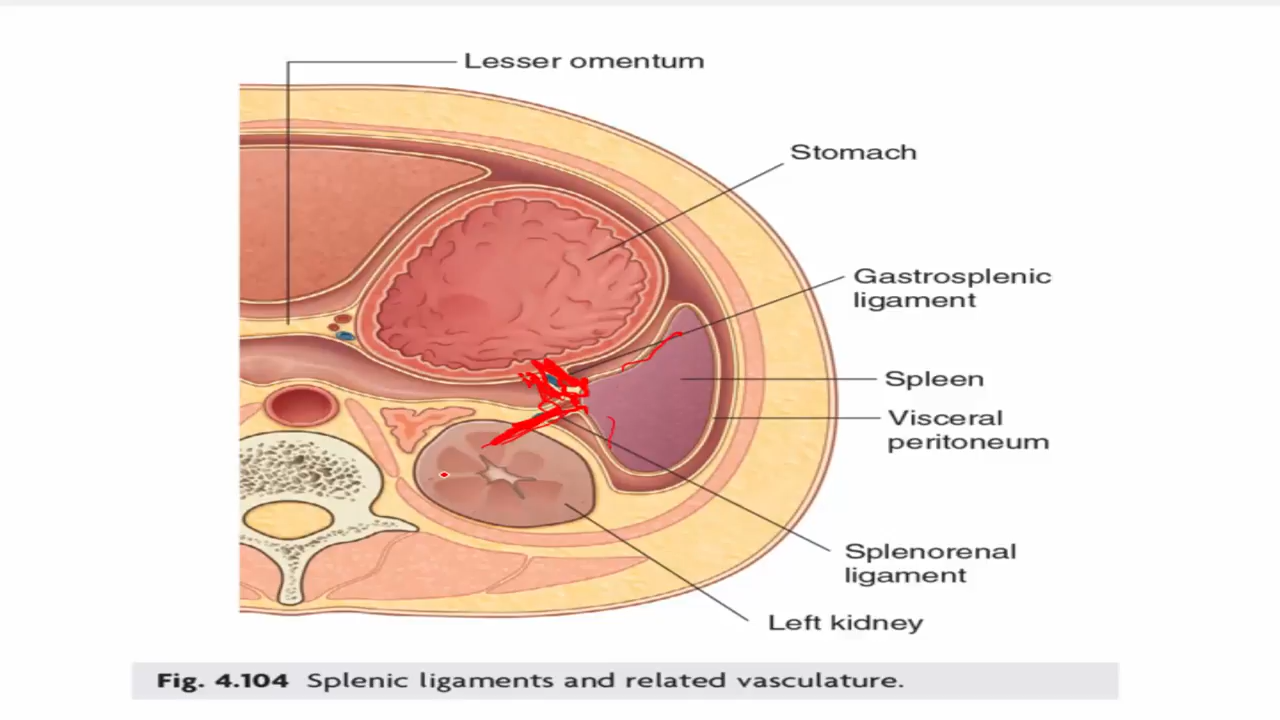 Lesser omentum
Stomach
Gastrosplenic
ligament
Spleen
Visceral
peritoneum
Splenorenal
ligament
Left kidney
Fig. 4.104 Splenic ligaments and related vasculature.